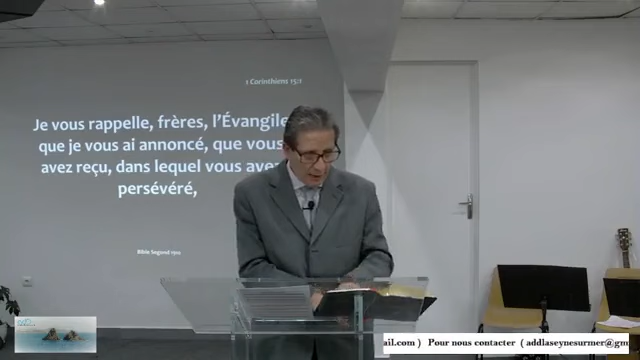 1 Corinthiens 15:1
Je vous rappelle, frères, l'Évangile
que je vous ai annoncé, que vous
avez reçu, dans lequel vous avez
persévéré,
Bible Segond 1910
ail.com ) Pour nous contacter ( addlaseynesurmer@gm